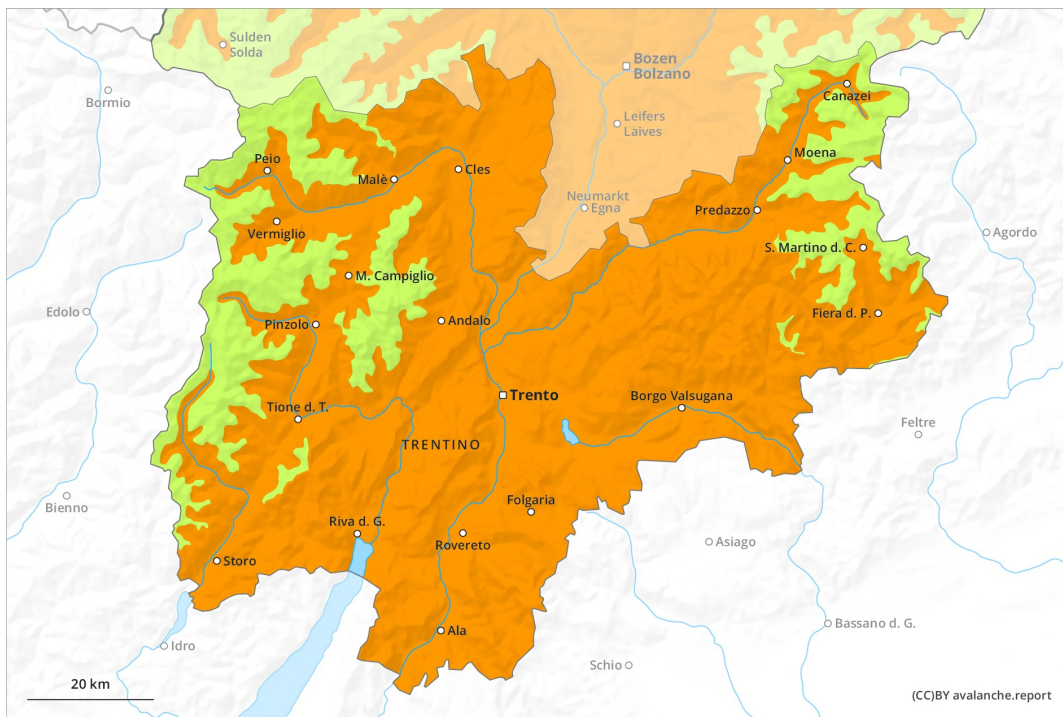 Sulden
Solda
Bozen
Bolzano
Bormio
Canazei
Leifers
Laives
Moena
Peio
Malè
Cles
Neumarkt
Egna
Predazzo
Vermiglio
Agordo
S. Martino d. C.
M. Campiglio
Edolo
Pinzolo
Andalo
Fiera d. P.
Trento
Borgo Valsugana
Tione d. T.
Feltre
TRENTINO
Bienno
Folgaria
Riva d. G.
Rovereto
Asiago
Storo
Ala
Bassano d. G.
Idro
Schio
20 km
(CC)BY avalanche.report